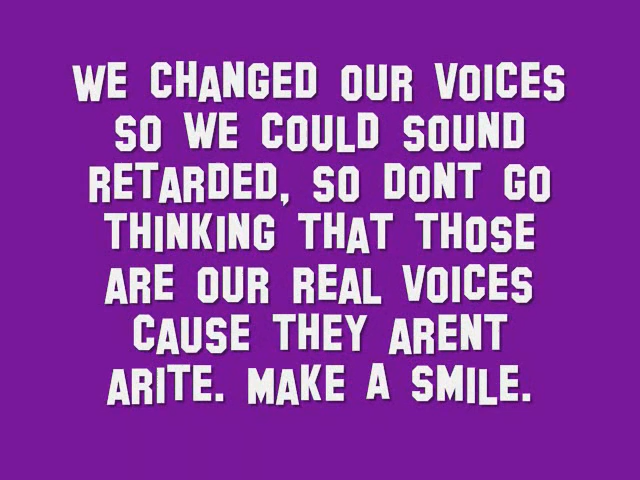 WE CHANGED OUR VOICES
SO WE COULD SOUND
RETARDED, SO DONT GO
THINKING THAT THOSE
ARE OUR REAL VOICES
CAUSE THEY ARENT
ARITE. MAKE A SMILE.